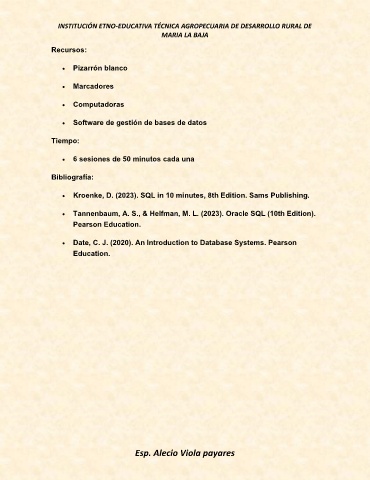 INSTITUCIÓN ETNO-EDUCATIVA TÉCNICA AGROPECUARIA DE DESARROLLO RURAL DE
MARIA LA BAJA
Recursos:
• Pizarrón blanco
• Marcadores
• Computadoras
• Software de gestión de bases de datos
Tiempo:
• 6 sesiones de 50 minutos cada una
Bibliografía:
• Kroenke, D. (2023). SQL in 10 minutes, 8th Edition. Sams Publishing.
• Tannenbaum, A. S., & Helfman, M. L. (2023). Oracle SQL (10th Edition).
Pearson Education.
• Date, C. J. (2020). An Introduction to Database Systems. Pearson
Education.
Esp. Alecio Viola payares